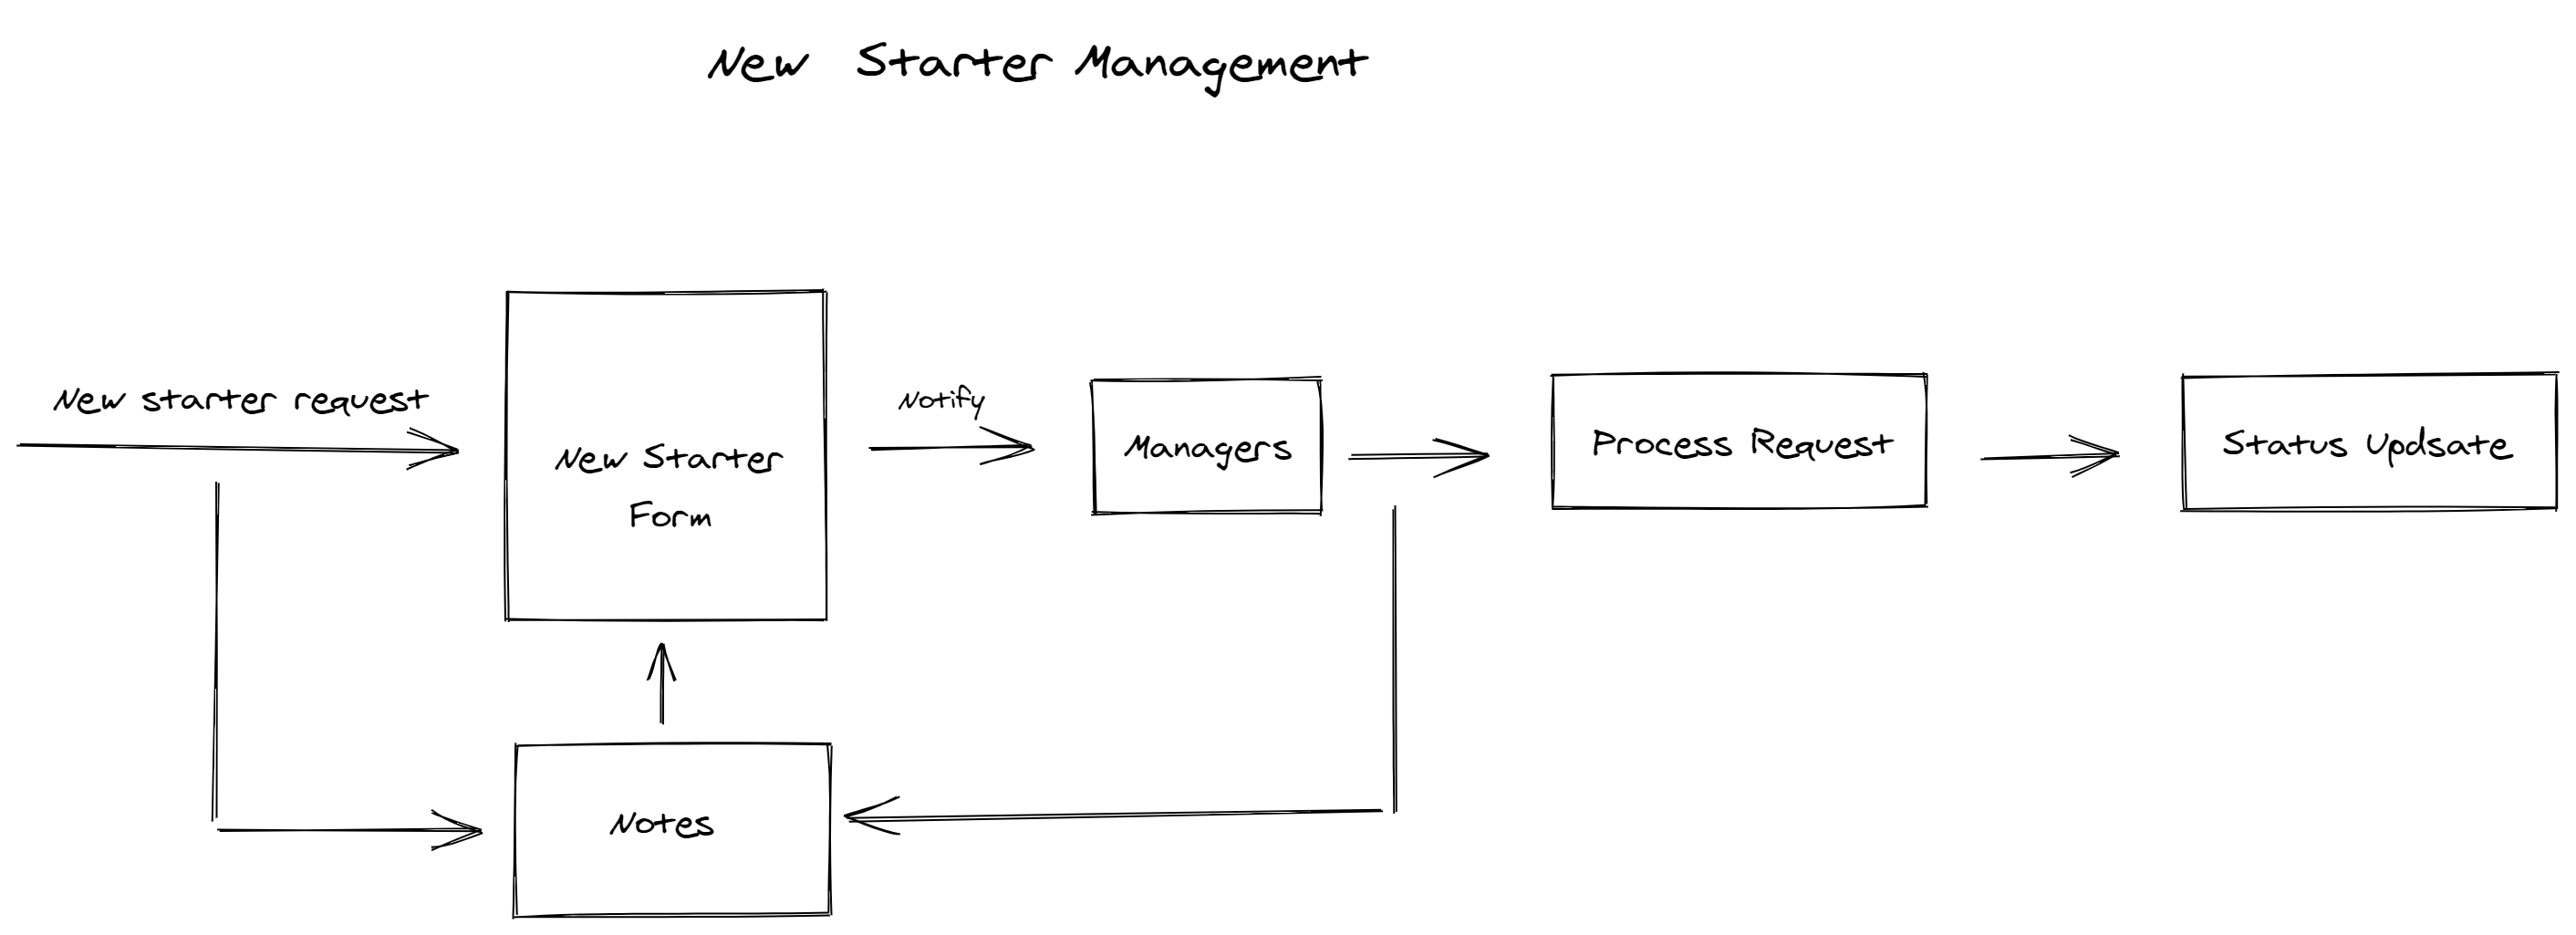 New Starter Management
New starter request
New Starter
Form
Notify
Managers
Process Request
Status Updsate
Notes